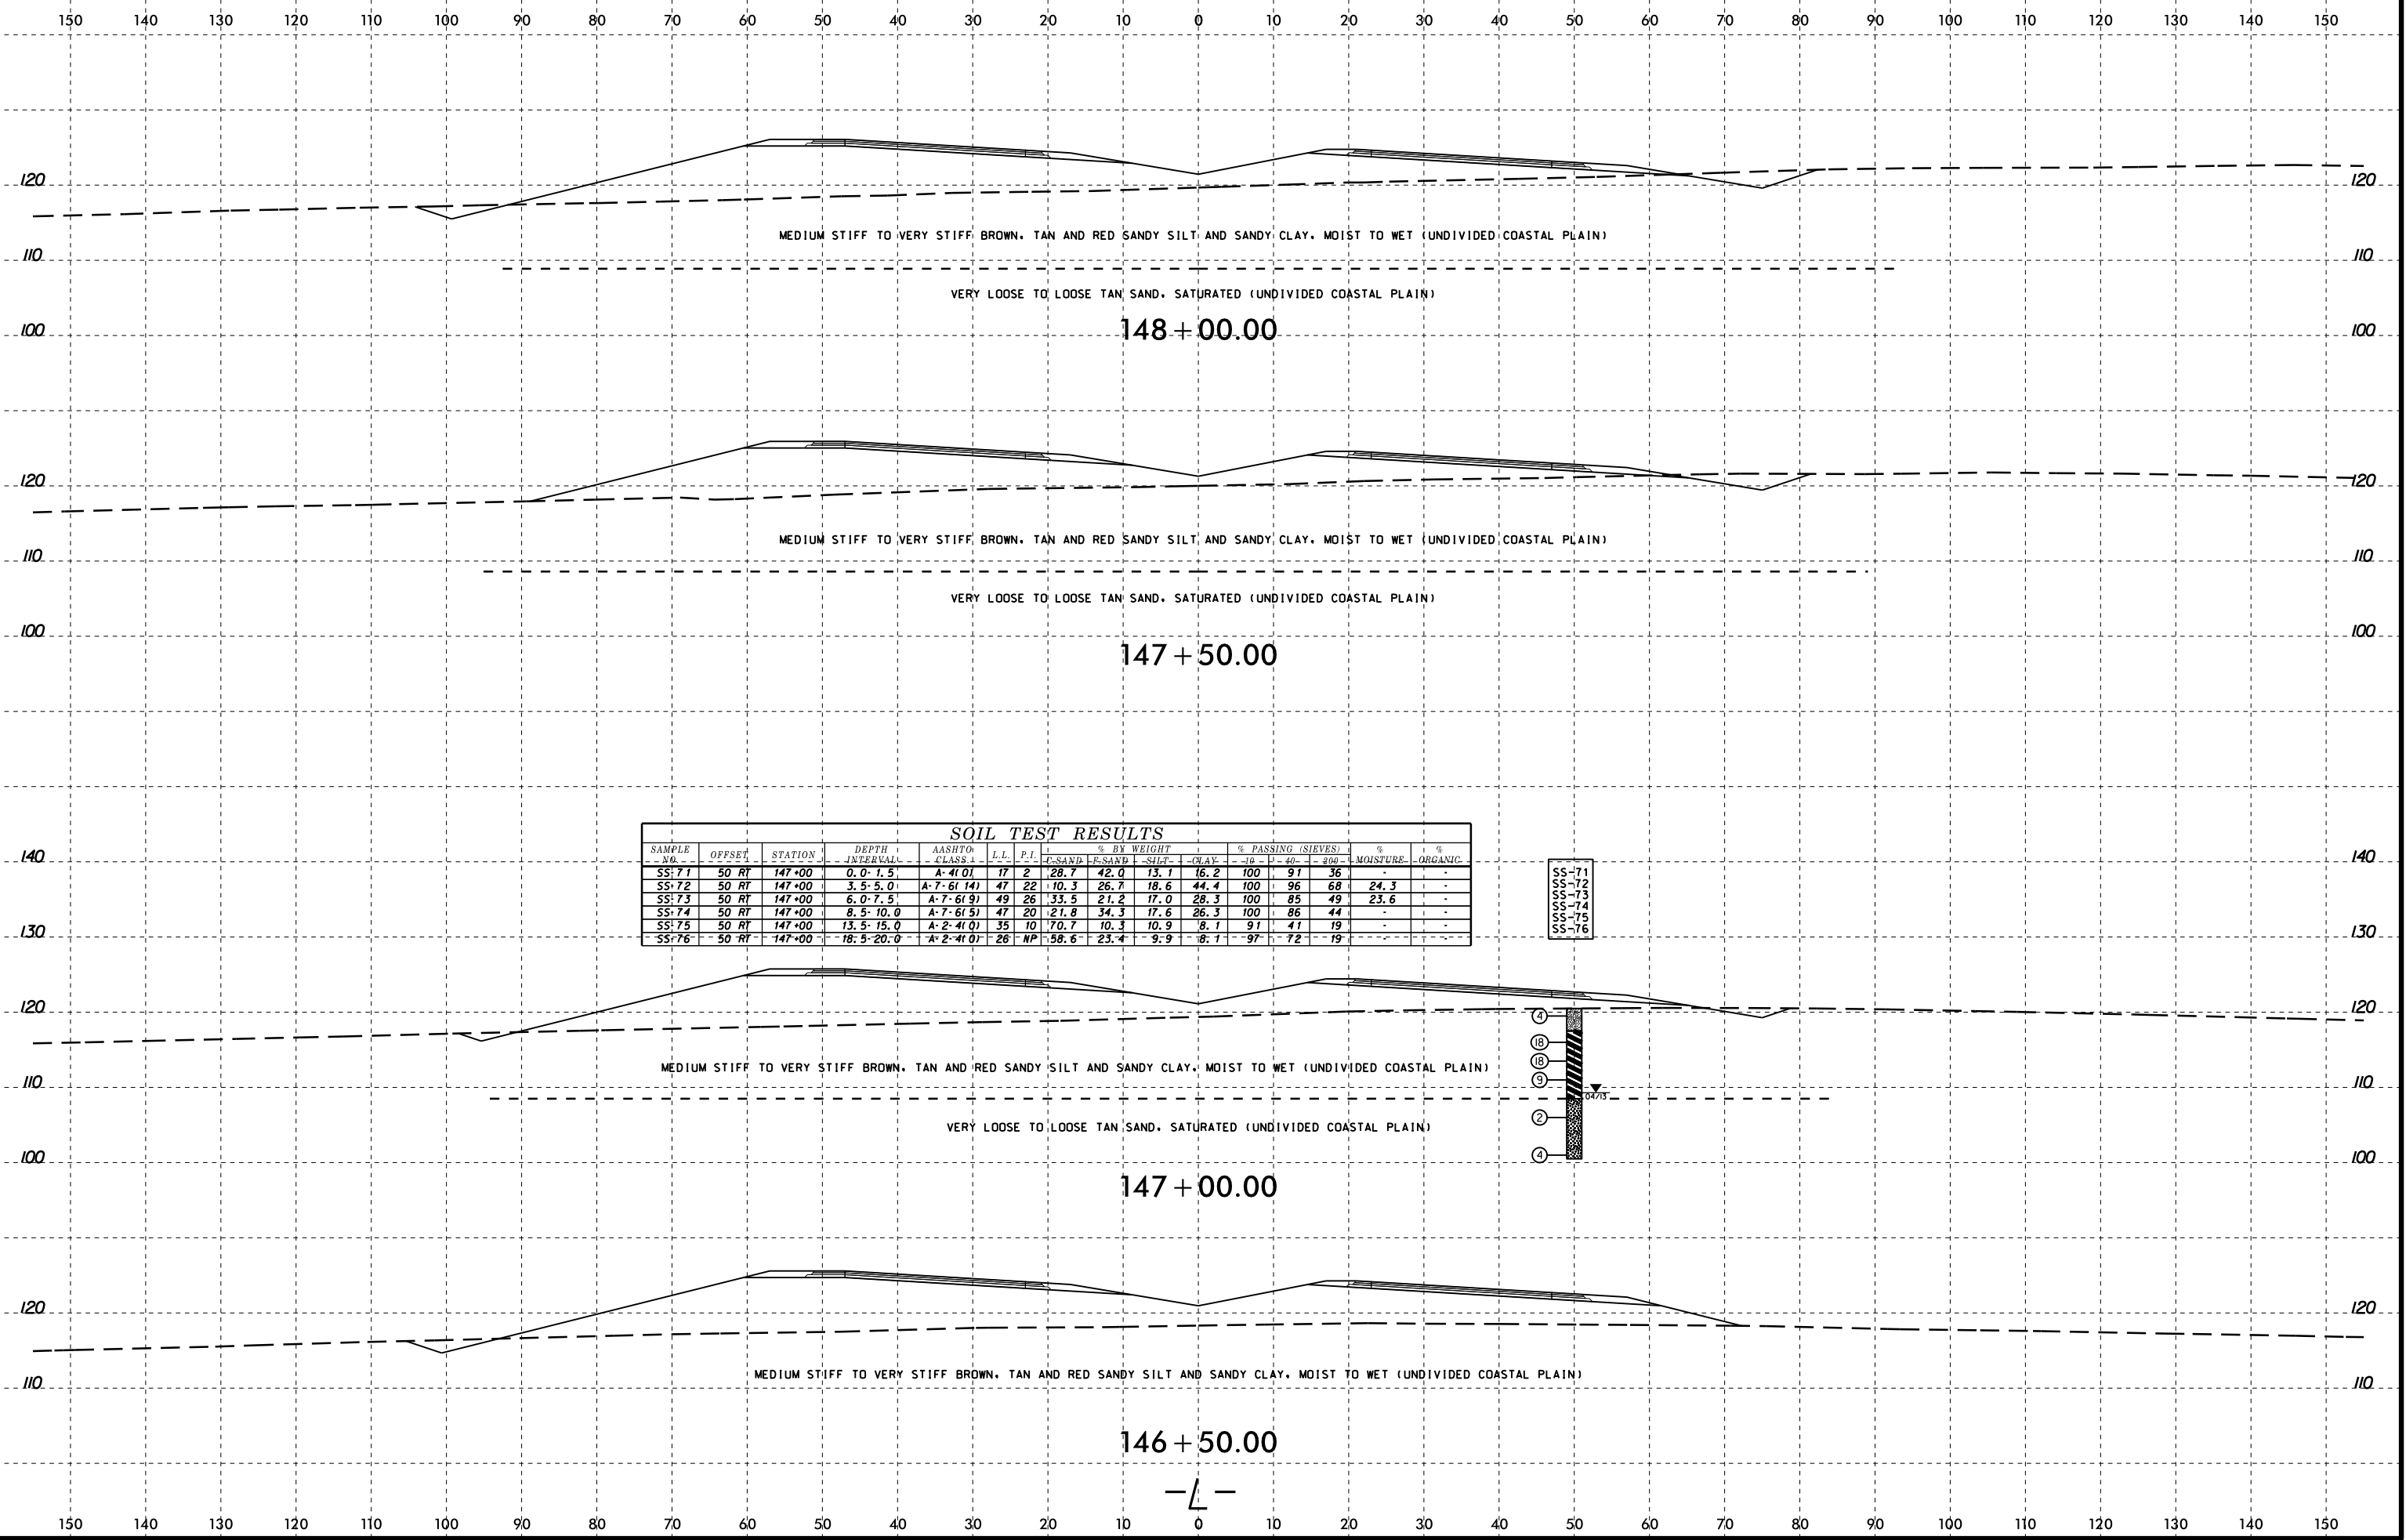 150 140 130 120 110 100 90 80 70 60 50 40 30 20 10 0 10 20 30 40 50 60 70 80 90 100 110 120 130 140 150
120 120
MEDIUM STIFF TO VERY STIFF BROWN, TAN AND RED SANDY SILT AND SANDY CLAY, MOIST TO WET (UNDIVIDED COASTAL PLAIN)
110 110
VERY LOOSE TO LOOSE TAN SAND, SATURATED (UNDIVIDED COASTAL PLAIN)
100 100
148+00.00
120 120
MEDIUM STIFF TO VERY STIFF BROWN, TAN AND RED SANDY SILT AND SANDY CLAY, MOIST TO WET (UNDIVIDED COASTAL PLAIN)
110 110
VERY LOOSE TO LOOSE TAN SAND, SATURATED (UNDIVIDED COASTAL PLAIN)
100 100
147+50.00
SOIL TEST RESULTS
SAMPLE NO. OFFSET STATION DEPTH INTERVAL AASHTO CLASS. L.L. P.I. % BY WEIGHT % PASSING (SIEVES) % MOISTURE % ORGANIC
C.SAND F.SAND SILT CLAY 10 40 200
SS-71 50 RT 147+00 0.0-1.5 A-4(0) 17 2 28.7 42.0 13.1 16.2 100 91 36 - -
SS-72 50 RT 147+00 3.5-5.0 A-7-6(14) 47 22 10.3 26.7 18.6 44.4 100 96 68 24.3 -
SS-73 50 RT 147+00 6.0-7.5 A-7-6(9) 49 26 33.5 21.2 17.0 28.3 100 85 49 23.6 -
SS-74 50 RT 147+00 8.5-10.0 A-7-6(5) 47 20 21.8 34.3 17.6 26.3 100 86 44 - -
SS-75 50 RT 147+00 13.5-15.0 A-2-4(0) 35 10 70.7 10.3 10.9 8.1 91 41 19 - -
SS-76 50 RT 147+00 18.5-20.0 A-2-4(0) 26 NP 58.6 23.4 9.9 8.1 97 72 19 - -
140 140
SS-71
SS-72
SS-73
SS-74
SS-75
SS-76
130 130
120 120
4
18
18
MEDIUM STIFF TO VERY STIFF BROWN, TAN AND RED SANDY SILT AND SANDY CLAY, MOIST TO WET (UNDIVIDED COASTAL PLAIN)
9
110 110
04/13
2
VERY LOOSE TO LOOSE TAN SAND, SATURATED (UNDIVIDED COASTAL PLAIN)
4
100 100
147+00.00
120 120
MEDIUM STIFF TO VERY STIFF BROWN, TAN AND RED SANDY SILT AND SANDY CLAY, MOIST TO WET (UNDIVIDED COASTAL PLAIN)
110 110
146+50.00
-L-
150 140 130 120 110 100 90 80 70 60 50 40 30 20 10 0 10 20 30 40 50 60 70 80 90 100 110 120 130 140 150